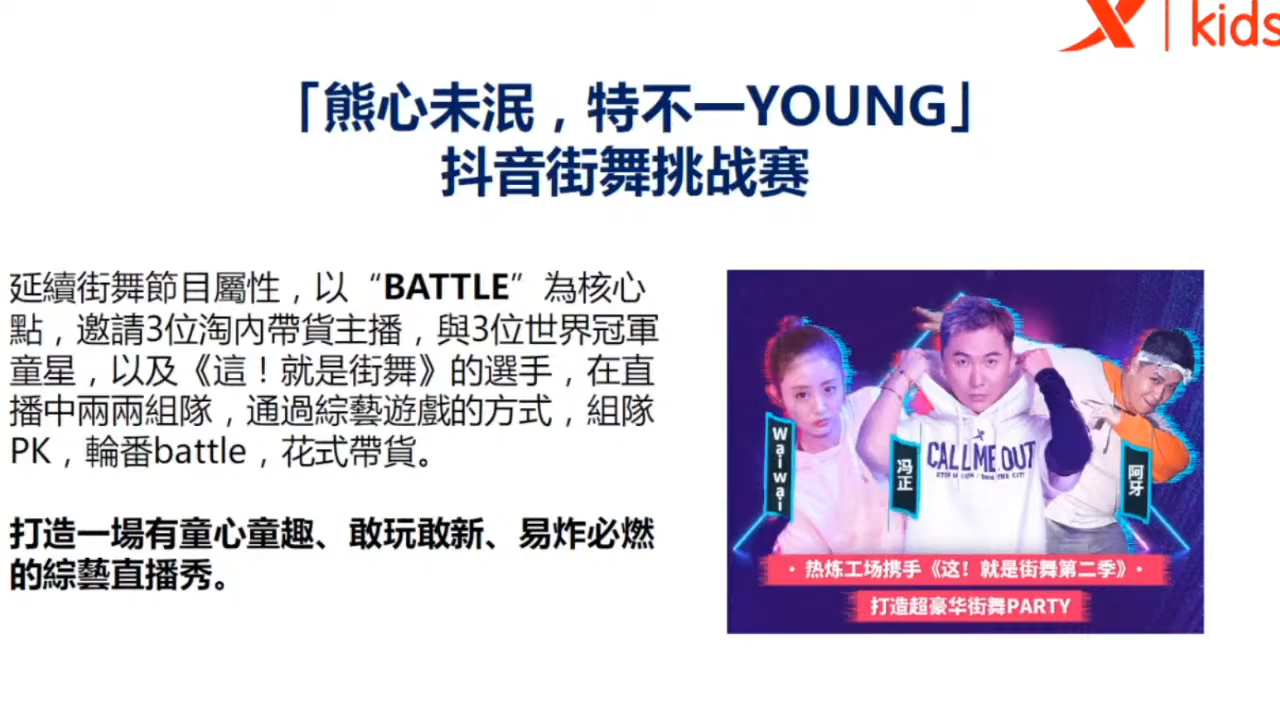 kids
「熊心未泯，特不一YOUNG」
抖音街舞挑战赛
延續街舞節目屬性，以“BATTLE”為核心
點，邀請3位淘內帶貨主播，與3位世界冠軍
童星，以及《這！就是街舞》的選手，在直
播中兩兩組隊，通過綜藝遊戲的方式，組隊
PK，輪番battle，花式帶貨。
打造一場有童心童趣、敢玩敢新、易炸必燃
的綜藝直播秀。
Waiwai
冯正
阿牙
CALL ME OUT
·热炼工场携手《这！就是街舞第二季》·
打造超豪华街舞PARTY